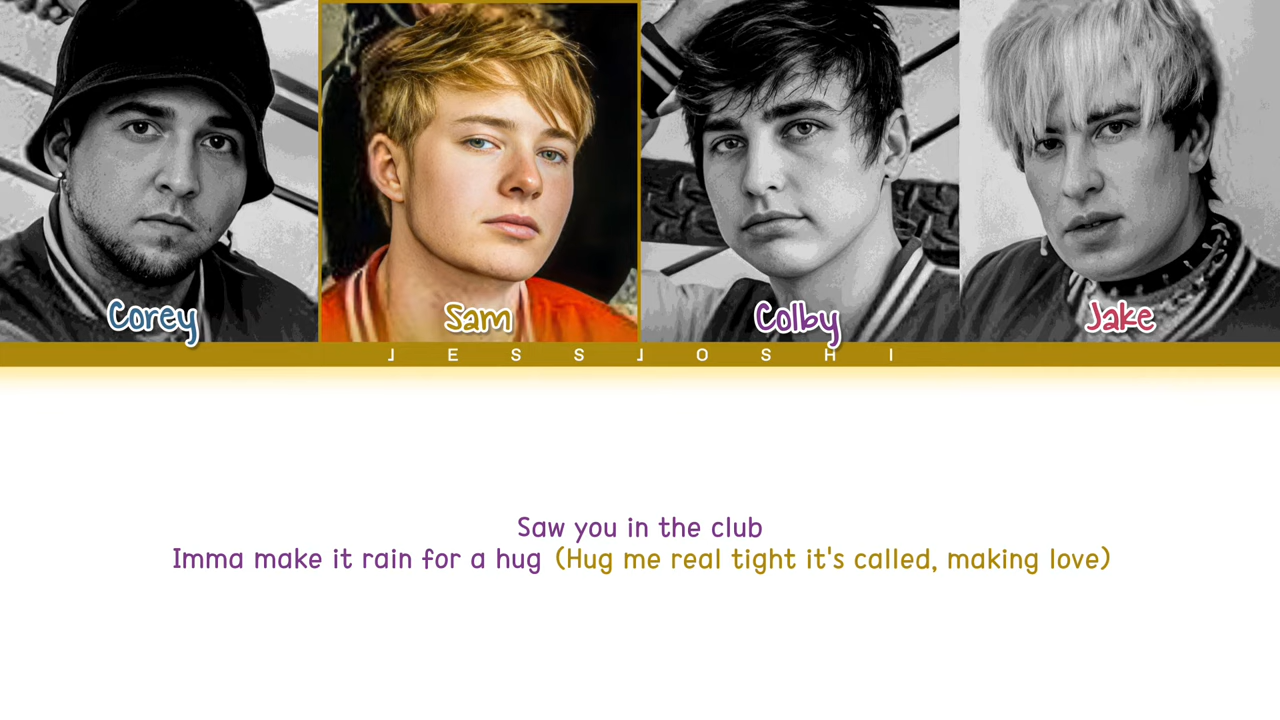 Corey
Sam
Colby
Jake
JESSJOSHI
Saw you in the club
Imma make it rain for a hug (Hug me real tight it's called, making love)